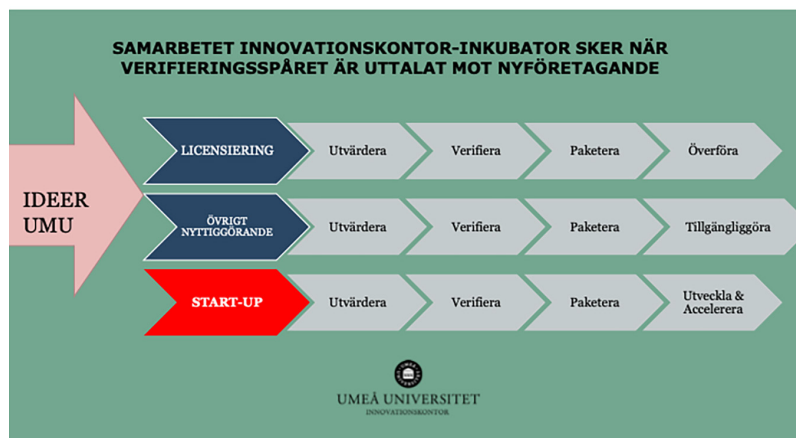 SAMARBETET INNOVATIONSKONTOR-INKUBATOR SKER NÄR
VERIFIERINGSSPÅRET ÄR UTTALAT MOT NYFÖRETAGANDE
IDEER
UMU
LICENSIERING
Utvärdera
Verifiera
Paketera
Överföra
ÖVRIGT
NYTTIGGÖRANDE
Utvärdera
Verifiera
Paketera
Tillgängliggöra
START-UP
Utvärdera
Verifiera
Paketera
Utveckla &
Accelerera
UMEÅ UNIVERSITET
INNOVATIONSKONTOR